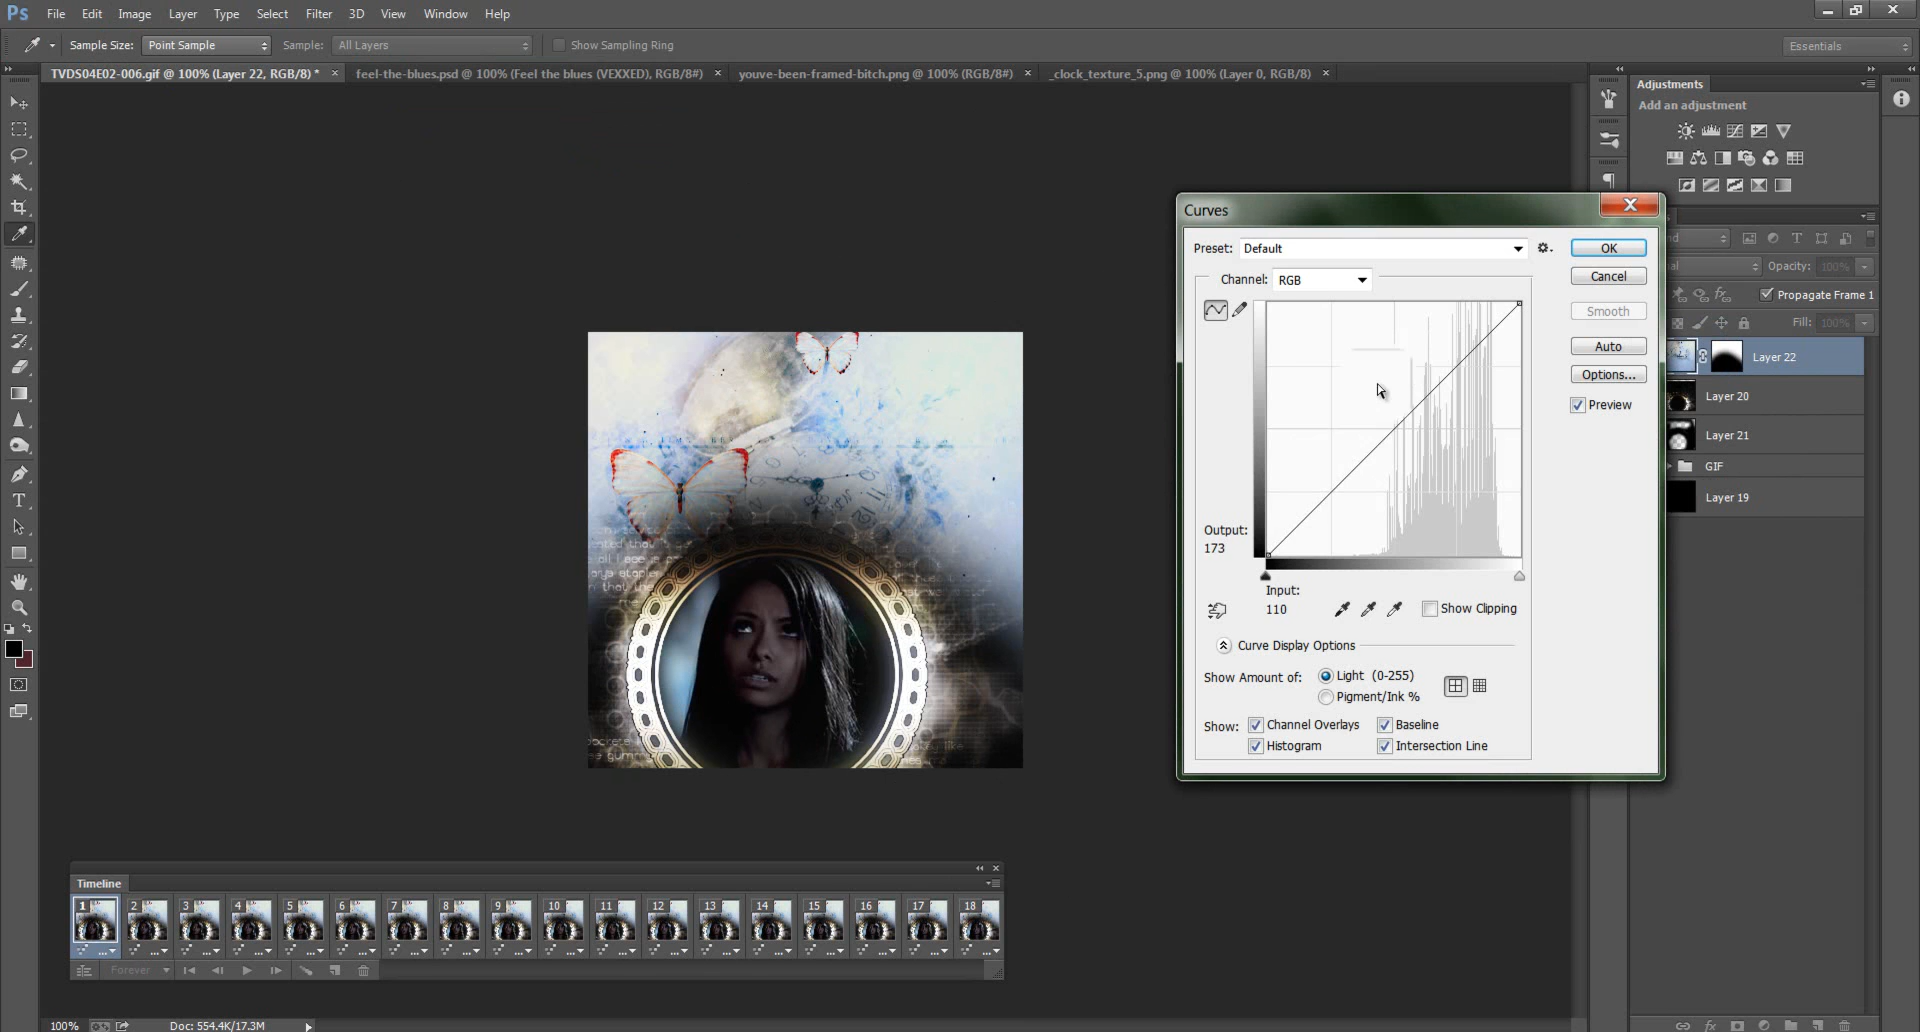 Ps File Edit Image Layer Type Select Filter 3D View Window Help
Sample Size: Point Sample Sample: All Layers Show Sampling Ring Essentials
TVDS04E02-006.gif @ 100% (Layer 22, RGB/8) * × feel-the-blues.psd @ 100% (Feel the blues (VEXXED), RGB/8#) × youve-been-framed-bitch.png @ 100% (RGB/8#) × _clock_texture_5.png @ 100% (Layer 0, RGB/8) ×
Adjustments
Add an adjustment
Curves
Preset: Default OK
Channel: RGB Cancel
Smooth
Auto
Options...
Preview
Output:
173
Input:
110
Show Clipping
Curve Display Options
Show Amount of: Light (0-255)
Pigment/Ink %
Show: Channel Overlays Baseline
Histogram Intersection Line
Opacity: 100%
Propagate Frame 1
Fill: 100%
Layer 22
Layer 20
Layer 21
GIF
Layer 19
Timeline
1 2 3 4 5 6 7 8 9 10 11 12 13 14 15 16 17 18
Forever
100% Doc: 554.4K/17.3M